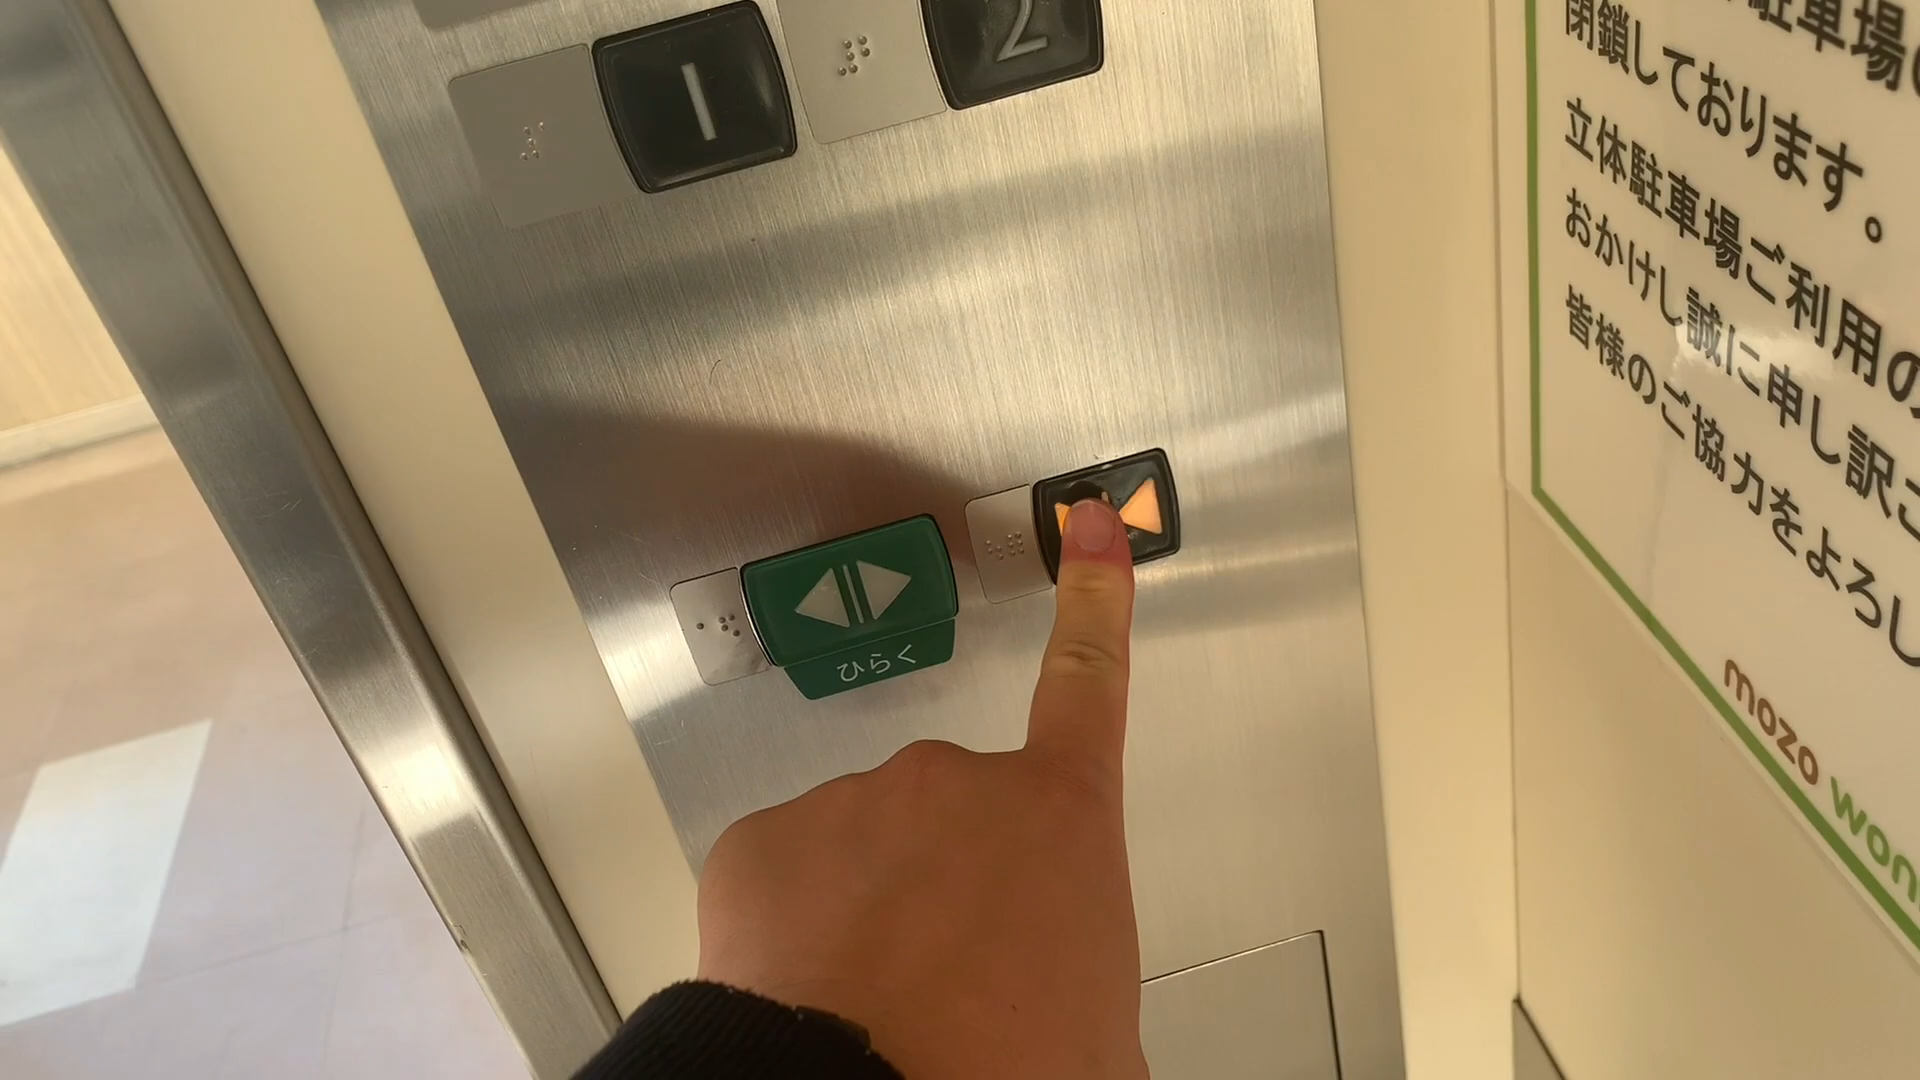 1
2
ひらく
駐車場の
閉鎖しております。
立体駐車場ご利用の
おかけし誠に申し訳ご
皆様のご協力をよろし
mozo won